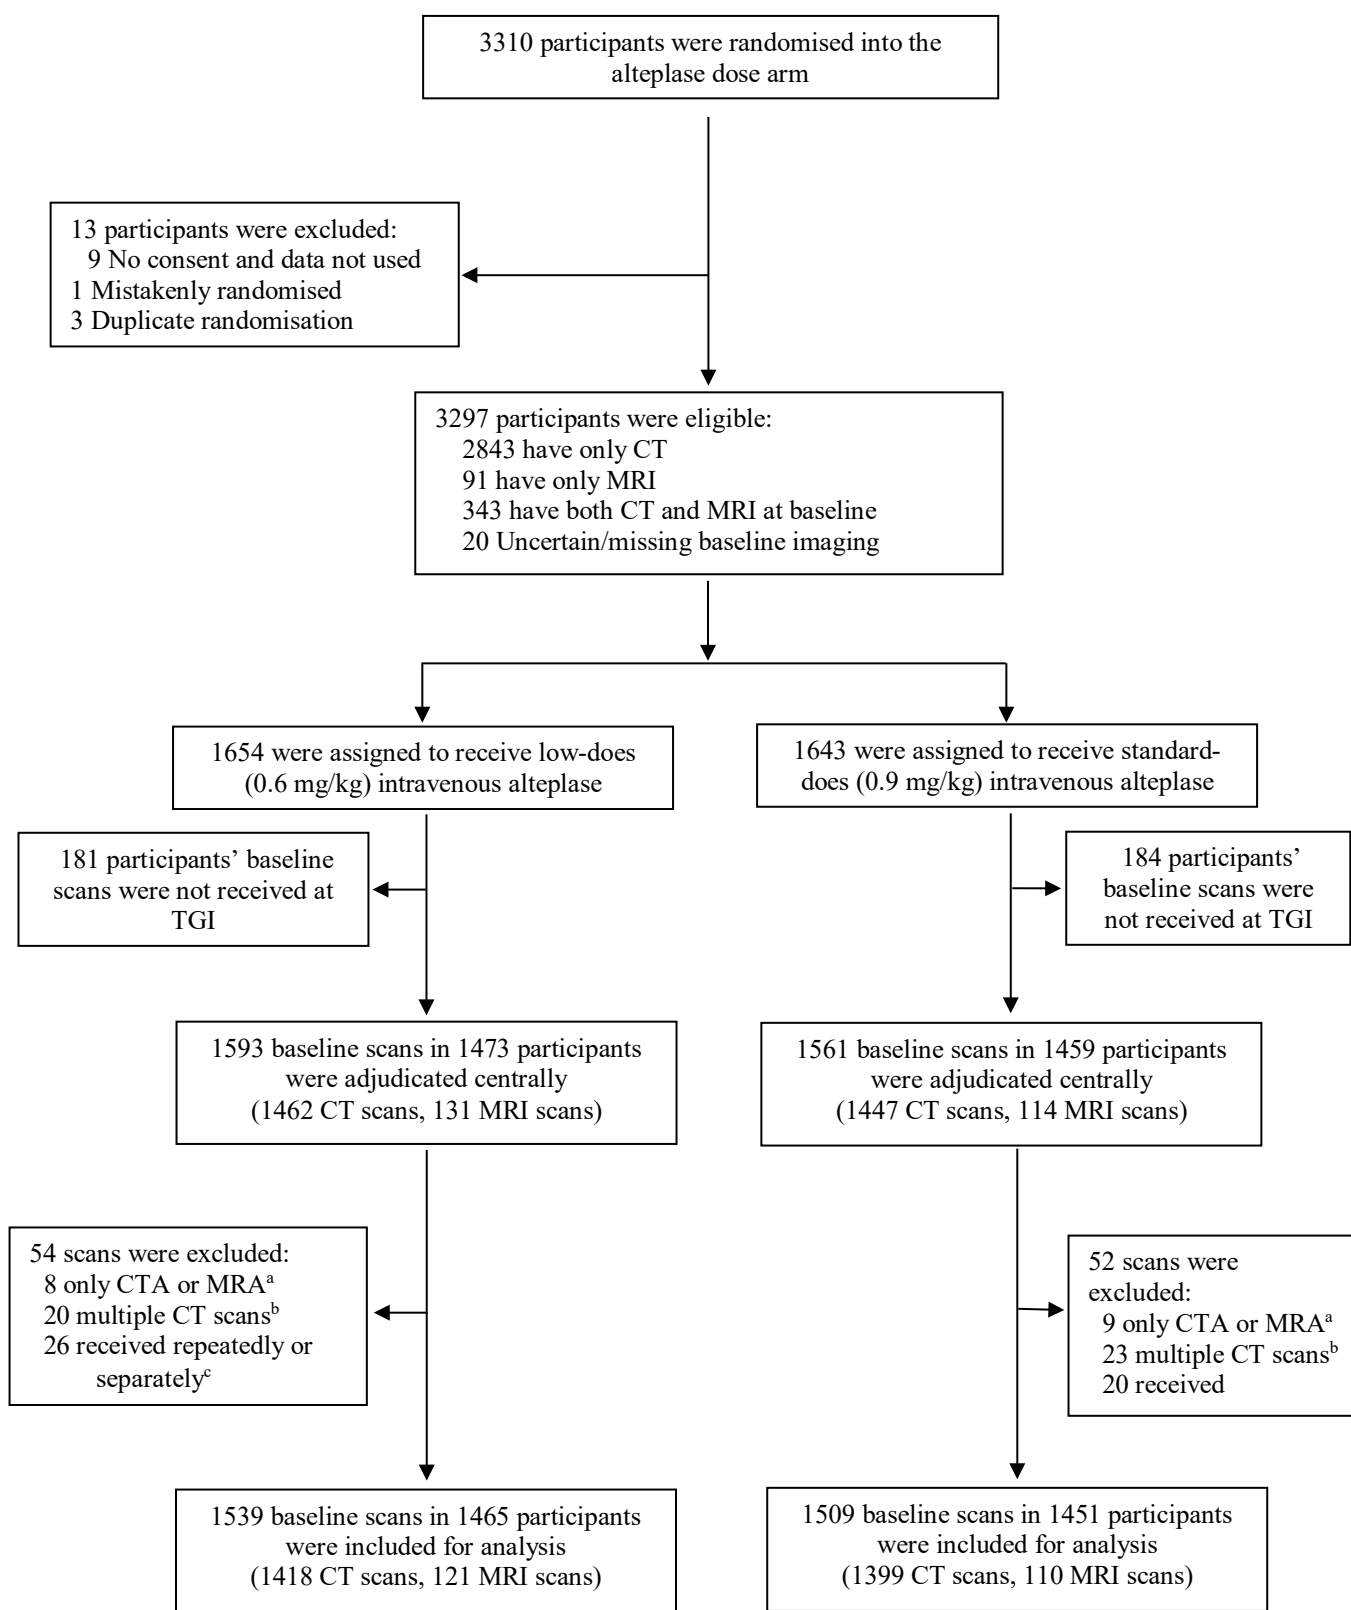 3310 participants were randomised into the
alteplase dose arm
13 participants were excluded:
9 No consent and data not used
1 Mistakenly randomised
3 Duplicate randomisation
3297 participants were eligible:
2843 have only CT
91 have only MRI
343 have both CT and MRI at baseline
20 Uncertain/missing baseline imaging
1654 were assigned to receive low-does
(0.6 mg/kg) intravenous alteplase
1643 were assigned to receive standard-
does (0.9 mg/kg) intravenous alteplase
181 participants’ baseline
scans were not received at
TGI
184 participants’
baseline scans were
not received at TGI
1593 baseline scans in 1473 participants
were adjudicated centrally
(1462 CT scans, 131 MRI scans)
1561 baseline scans in 1459 participants
were adjudicated centrally
(1447 CT scans, 114 MRI scans)
54 scans were excluded:
8 only CTA or MRAᵃ
20 multiple CT scansᵇ
26 received repeatedly or
separatelyᶜ
52 scans were
excluded:
9 only CTA or MRAᵃ
23 multiple CT scansᵇ
20 received
1539 baseline scans in 1465 participants
were included for analysis
(1418 CT scans, 121 MRI scans)
1509 baseline scans in 1451 participants
were included for analysis
(1399 CT scans, 110 MRI scans)